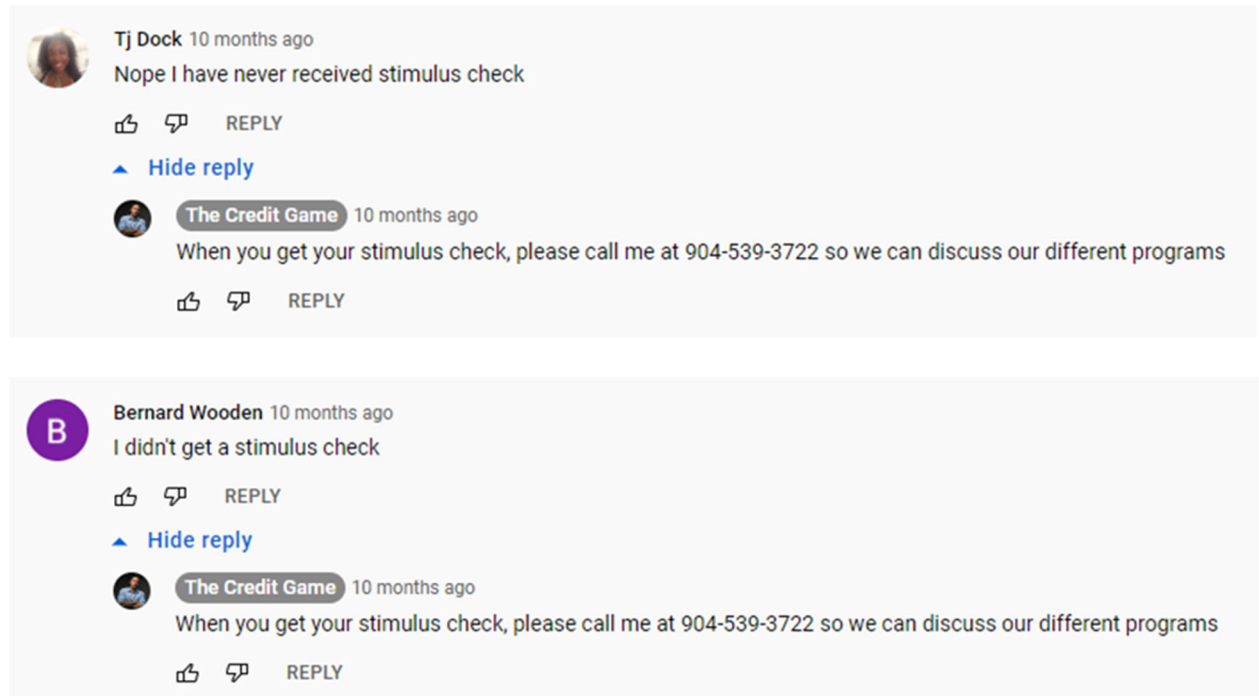 Tj Dock 10 months ago
Nope I have never received stimulus check
REPLY
Hide reply
The Credit Game 10 months ago
When you get your stimulus check, please call me at 904-539-3722 so we can discuss our different programs
REPLY
B
Bernard Wooden 10 months ago
I didn't get a stimulus check
REPLY
Hide reply
The Credit Game 10 months ago
When you get your stimulus check, please call me at 904-539-3722 so we can discuss our different programs
REPLY